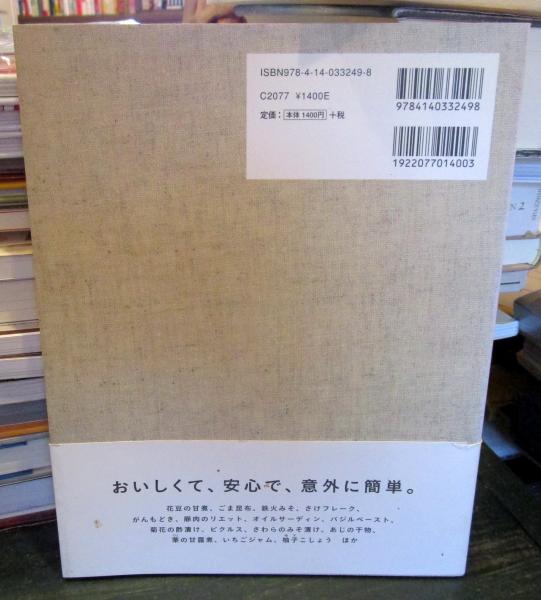 ISBN978-4-14-033249-8
C2077 ¥1400E
定価：本体1400円+税
9784140332498
1922077014003
おいしくて、安心で、意外に簡単。
花豆の甘煮、ごま昆布、鉄火みそ、さけフレーク、
がんもどき、豚肉のリエット、オイルサーディン、バジルペースト、
菊花の酢漬け、ピクルス、さわらのみそ漬け、あじの干物、
栗の甘露煮、いちごジャム、柚子こしょう ほか